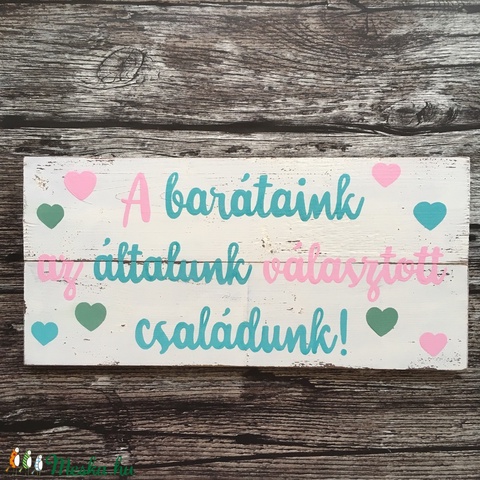 A barátaink
az általunk választott
családunk!
Meska.hu